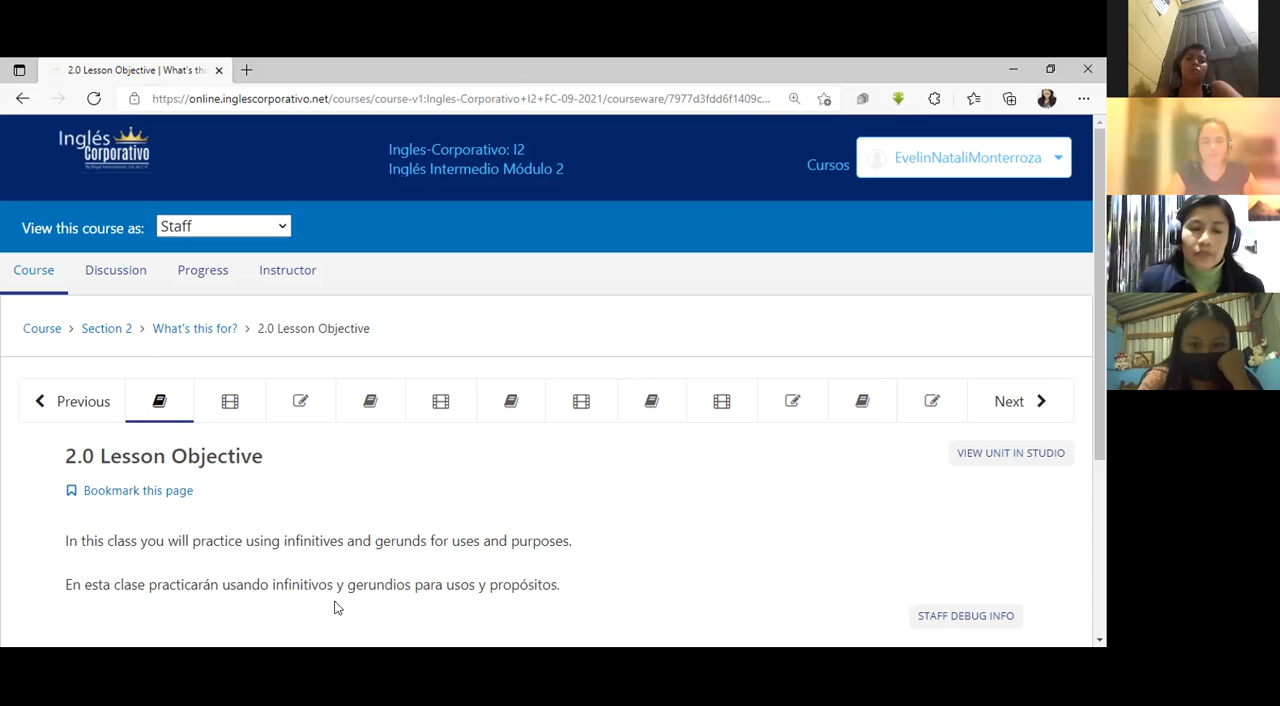 2.0 Lesson Objective | What's thi
https://online.inglescorporativo.net/courses/course-v1:Ingles-Corporativo+I2+FC-09-2021/courseware/7977d3fdd6f1409c...
Inglés
Corporativo
Ingles-Corporativo: I2
Inglés Intermedio Módulo 2
Cursos
EvelinNataliMonterroza
View this course as:
Staff
Course
Discussion
Progress
Instructor
Course > Section 2 > What's this for? > 2.0 Lesson Objective
Previous
Next
2.0 Lesson Objective
VIEW UNIT IN STUDIO
Bookmark this page
In this class you will practice using infinitives and gerunds for uses and purposes.
En esta clase practicarán usando infinitivos y gerundios para usos y propósitos.
STAFF DEBUG INFO